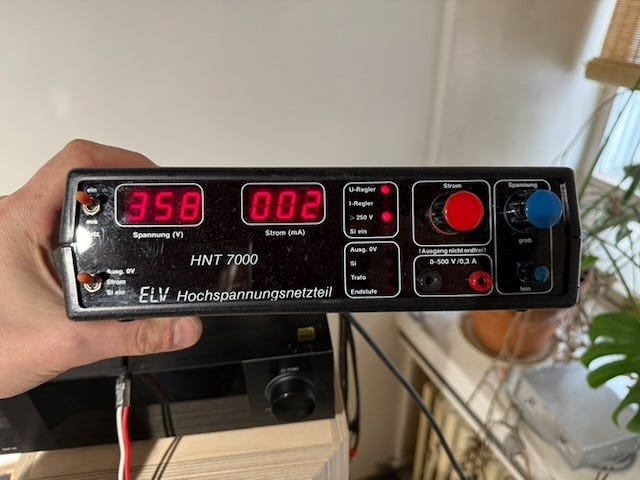 ein
aus
Netz
358
Spannung (V)
002
Strom (mA)
U-Regler
I-Regler
> 250 V
Si ein
Strom
Spannung
grob
fein
! Ausgang nicht erdfrei !
0-500 V/0,3 A
Ausg. 0V
Si
Trafo
Endstufe
HNT 7000
Ausg. 0V
Strom
Si ein
ELV Hochspannungsnetzteil